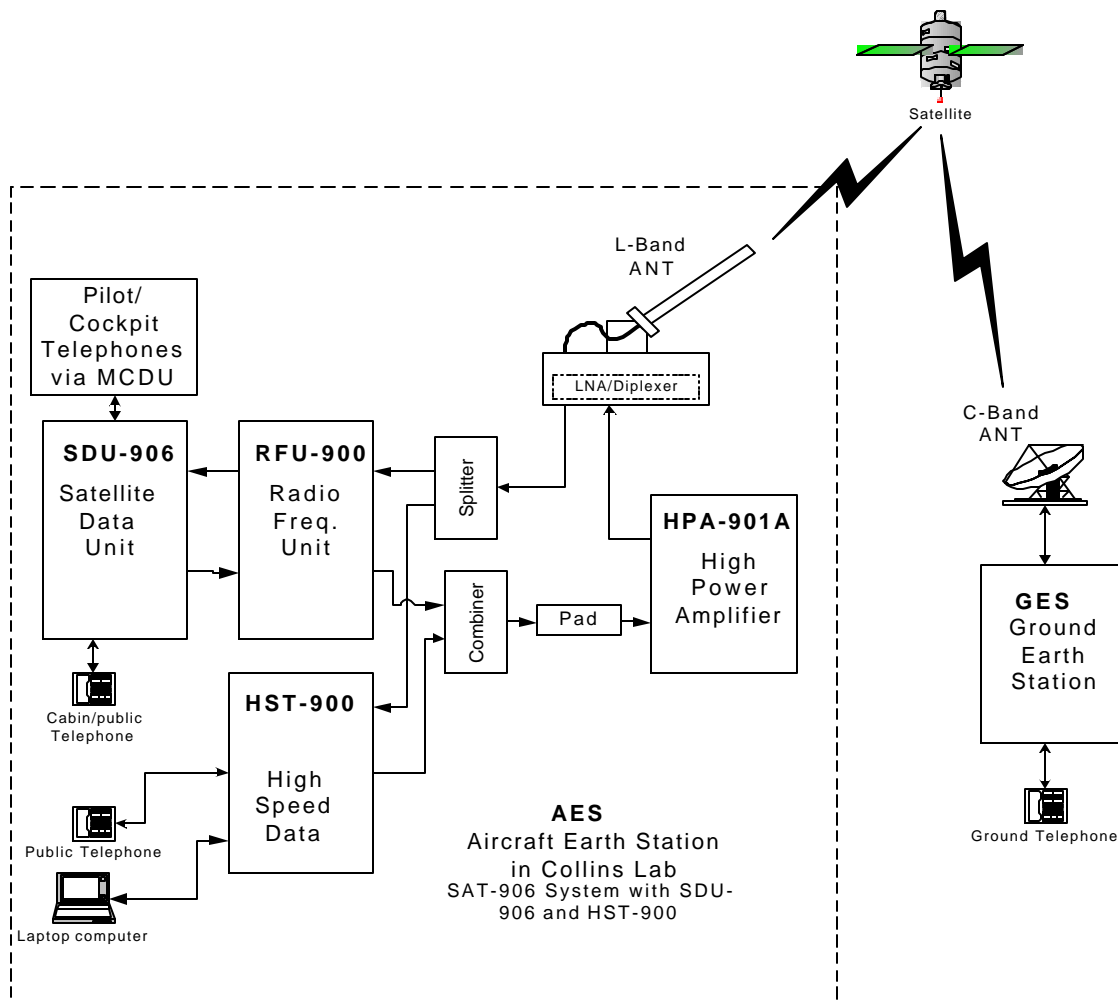 Satellite
L-Band
ANT
Pilot/
Cockpit
Telephones
via MCDU
LNA/Diplexer
C-Band
ANT
SDU-906
Satellite
Data
Unit
RFU-900
Radio
Freq.
Unit
Splitter
HPA-901A
High
Power
Amplifier
Combiner
Pad
GES
Ground
Earth
Station
Cabin/public
Telephone
HST-900
High
Speed
Data
Public Telephone
Laptop computer
AES
Aircraft Earth Station
in Collins Lab
SAT-906 System with SDU-
906 and HST-900
Ground Telephone